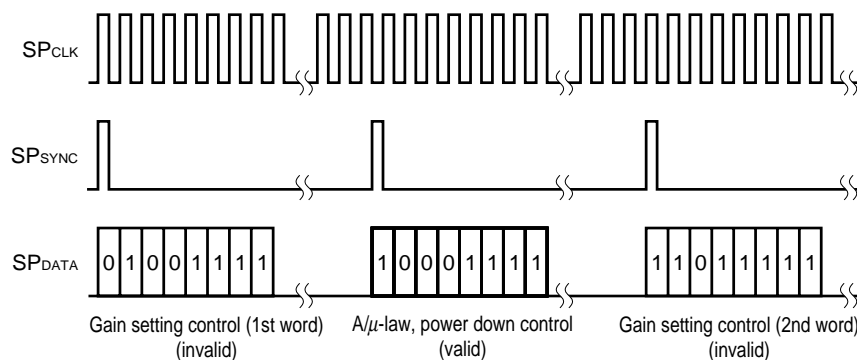 SPCLK
SPSYNC
SPDATA
0 1 0 0 1 1 1 1
1 0 0 0 1 1 1 1
1 1 0 1 1 1 1 1
Gain setting control (1st word)
(invalid)
A/μ-law, power down control
(valid)
Gain setting control (2nd word)
(invalid)